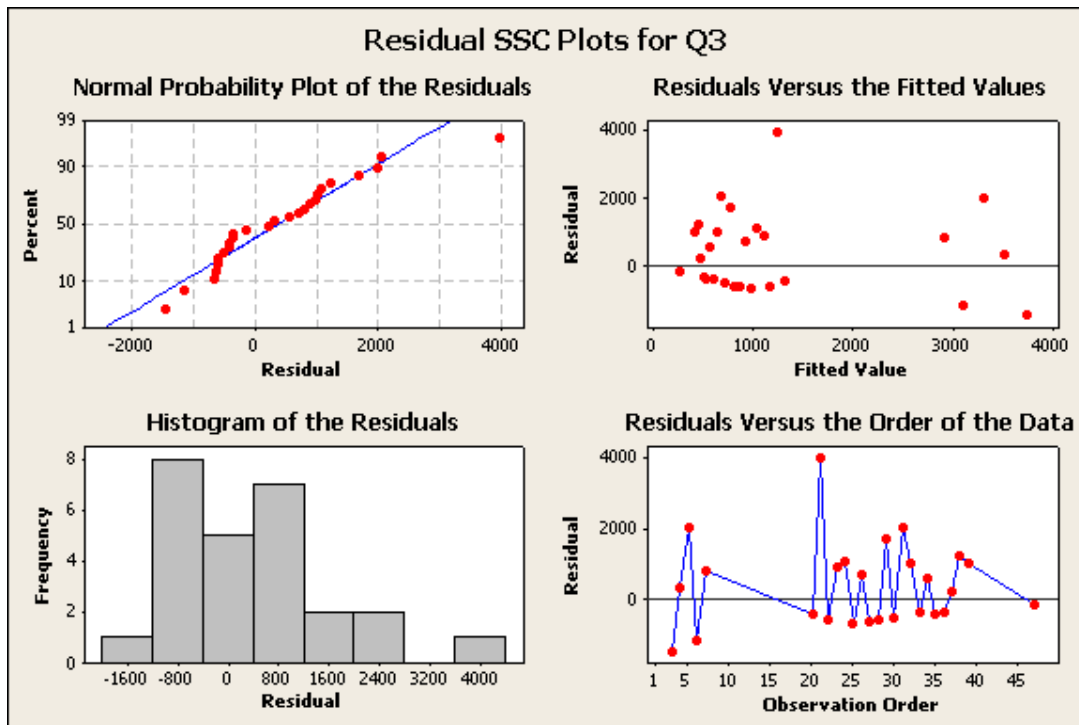 Residual SSC Plots for Q3
Normal Probability Plot of the Residuals
99
90
50
10
1
Percent
-2000 0 2000 4000
Residual
Residuals Versus the Fitted Values
4000
2000
0
Residual
0 1000 2000 3000 4000
Fitted Value
Histogram of the Residuals
8
6
4
2
0
Frequency
-1600 -800 0 800 1600 2400 3200 4000
Residual
Residuals Versus the Order of the Data
4000
2000
0
Residual
1 5 10 15 20 25 30 35 40 45
Observation Order